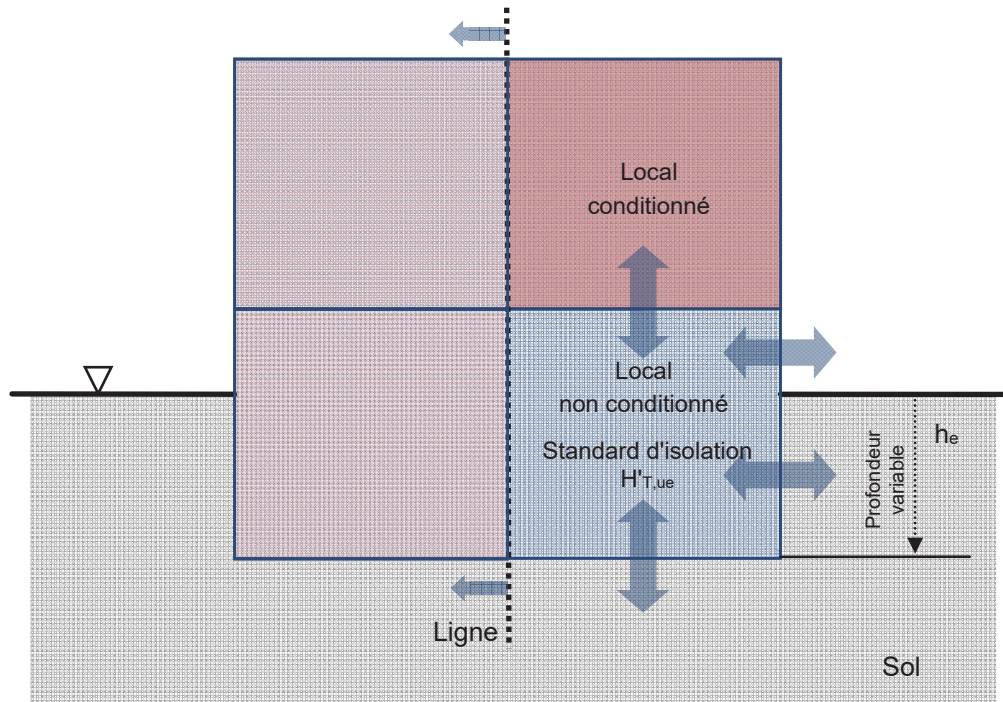 Local
conditionné
Local
non conditionné
Standard d'isolation
H'T,ue
he
Profondeur
variable
Ligne
Sol